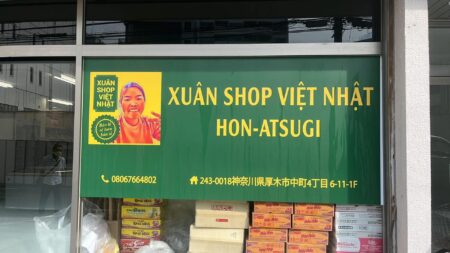 XUÂN
SHOP
VIỆT
NHẬT
XUÂN SHOP VIỆT NHẬT
HON-ATSUGI
08067664802
243-0018神奈川県厚木市中町4丁目 6-11-1F